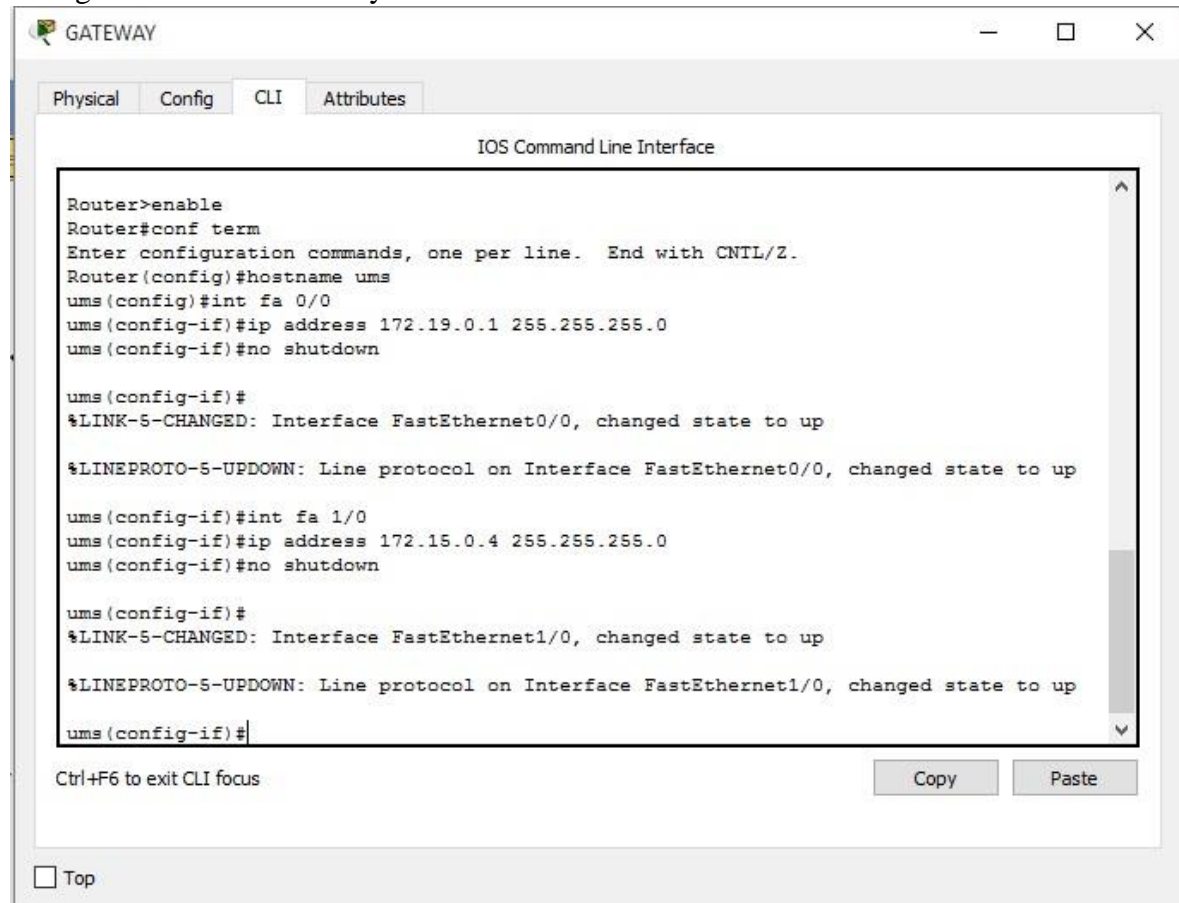 GATEWAY
Physical Config CLI Attributes
IOS Command Line Interface
Router>enable
Router#conf term
Enter configuration commands, one per line.  End with CNTL/Z.
Router(config)#hostname ums
ums(config)#int fa 0/0
ums(config-if)#ip address 172.19.0.1 255.255.255.0
ums(config-if)#no shutdown
ums(config-if)#
%LINK-5-CHANGED: Interface FastEthernet0/0, changed state to up
%LINEPROTO-5-UPDOWN: Line protocol on Interface FastEthernet0/0, changed state to up
ums(config-if)#int fa 1/0
ums(config-if)#ip address 172.15.0.4 255.255.255.0
ums(config-if)#no shutdown
ums(config-if)#
%LINK-5-CHANGED: Interface FastEthernet1/0, changed state to up
%LINEPROTO-5-UPDOWN: Line protocol on Interface FastEthernet1/0, changed state to up
ums(config-if)#
Ctrl+F6 to exit CLI focus
Copy Paste
Top